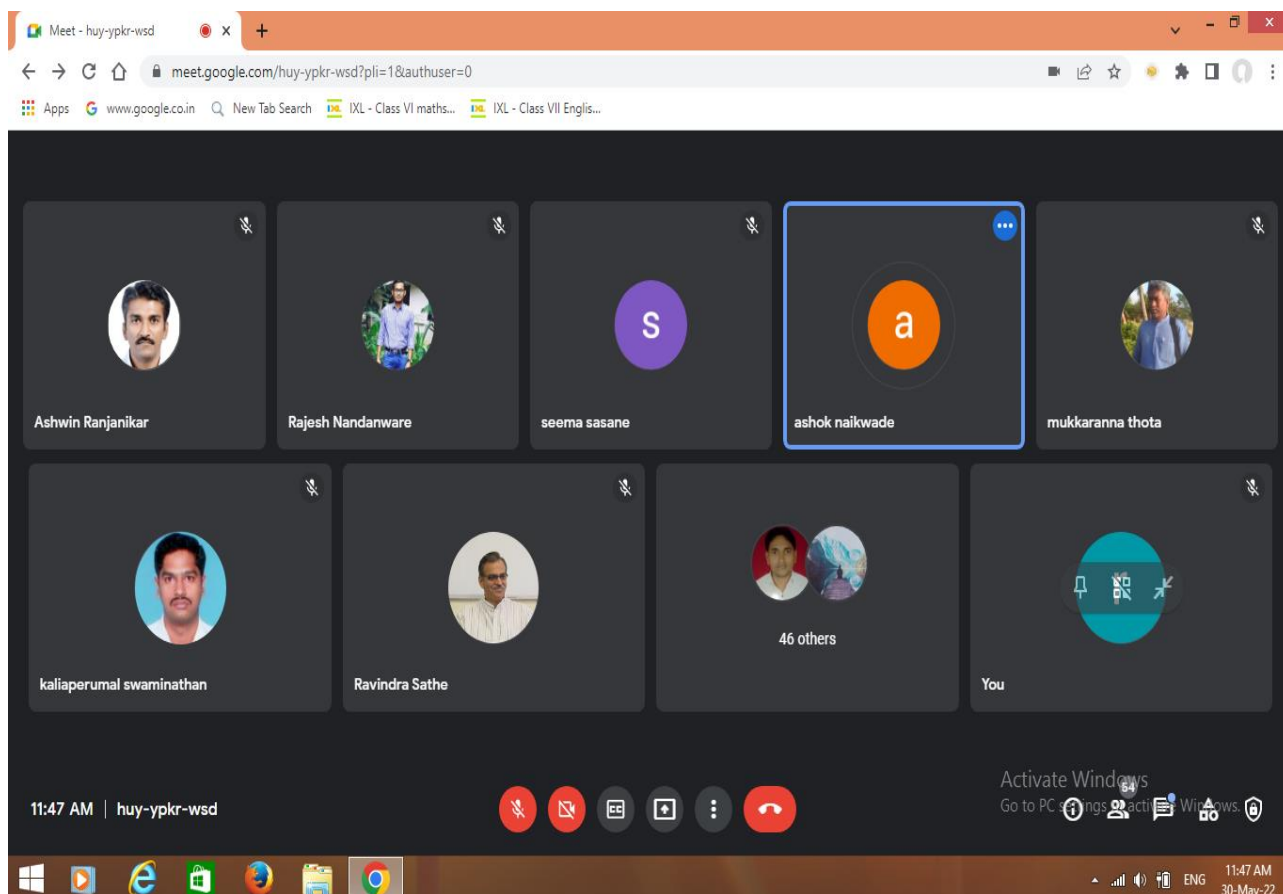 Meet - huy-ypkr-wsd
meet.google.com/huy-ypkr-wsd?pli=1&authuser=0
Apps G www.google.co.in New Tab Search IXL IXL - Class VI maths... IXL IXL - Class VII Englis...
s a
Ashwin Ranjanikar Rajesh Nandanware seema sasane ashok naikwade mukkaranna thota
46 others
kaliaperumal swaminathan Ravindra Sathe You
Activate Windows
54
11:47 AM | huy-ypkr-wsd CC Go to PC settings to activate Windows.
ENG 11:47 AM
30-May-22